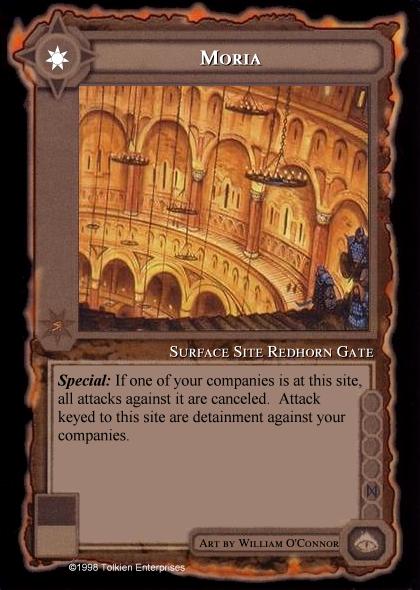 Moria
Surface Site Redhorn Gate
Special: If one of your companies is at this site,
all attacks against it are canceled.  Attack
keyed to this site are detainment against your
companies.
Art by William O'Connor
©1998 Tolkien Enterprises